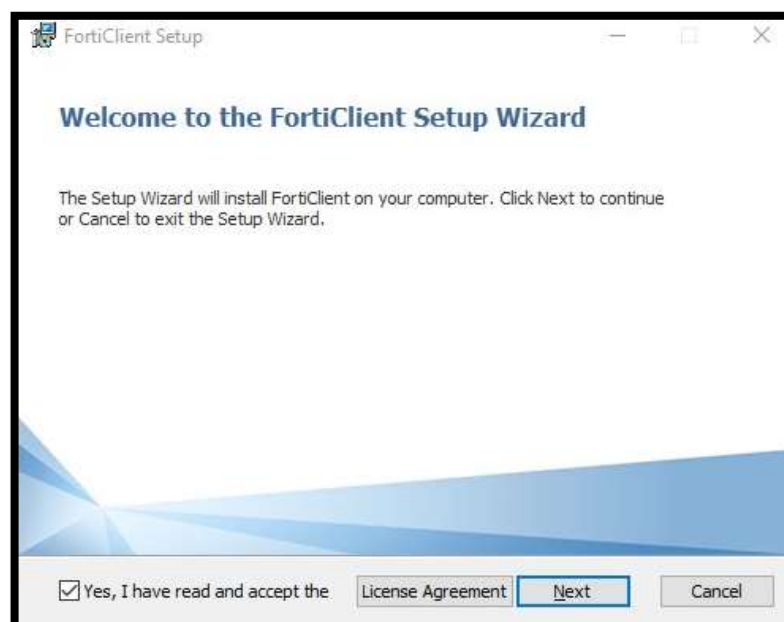 FortiClient Setup
Welcome to the FortiClient Setup Wizard
The Setup Wizard will install FortiClient on your computer. Click Next to continue
or Cancel to exit the Setup Wizard.
Yes, I have read and accept the License Agreement Next Cancel